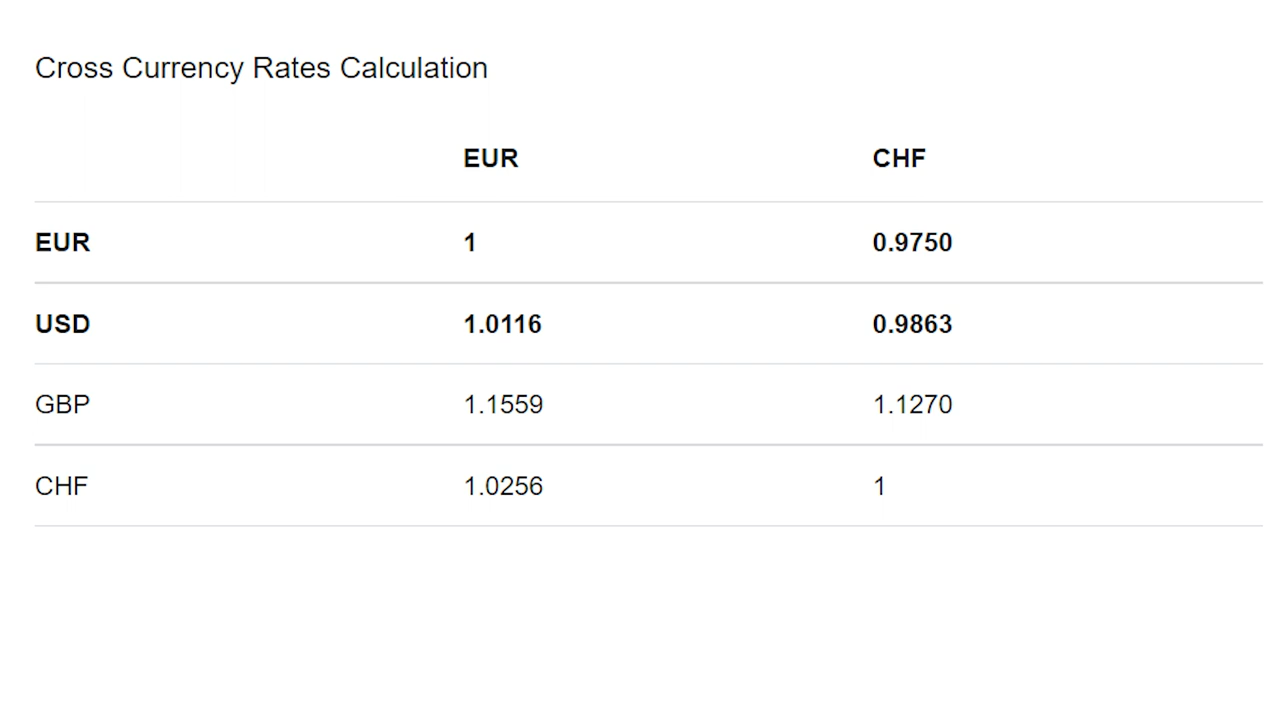 Cross Currency Rates Calculation
EUR CHF
EUR 1 0.9750
USD 1.0116 0.9863
GBP 1.1559 1.1270
CHF 1.0256 1